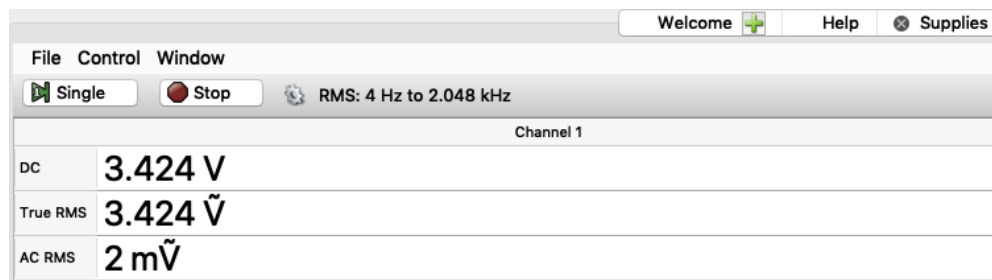 Welcome Help Supplies
File Control Window
Single Stop RMS: 4 Hz to 2.048 kHz
Channel 1
DC 3.424 V
True RMS 3.424 Ṽ
AC RMS 2 mṼ